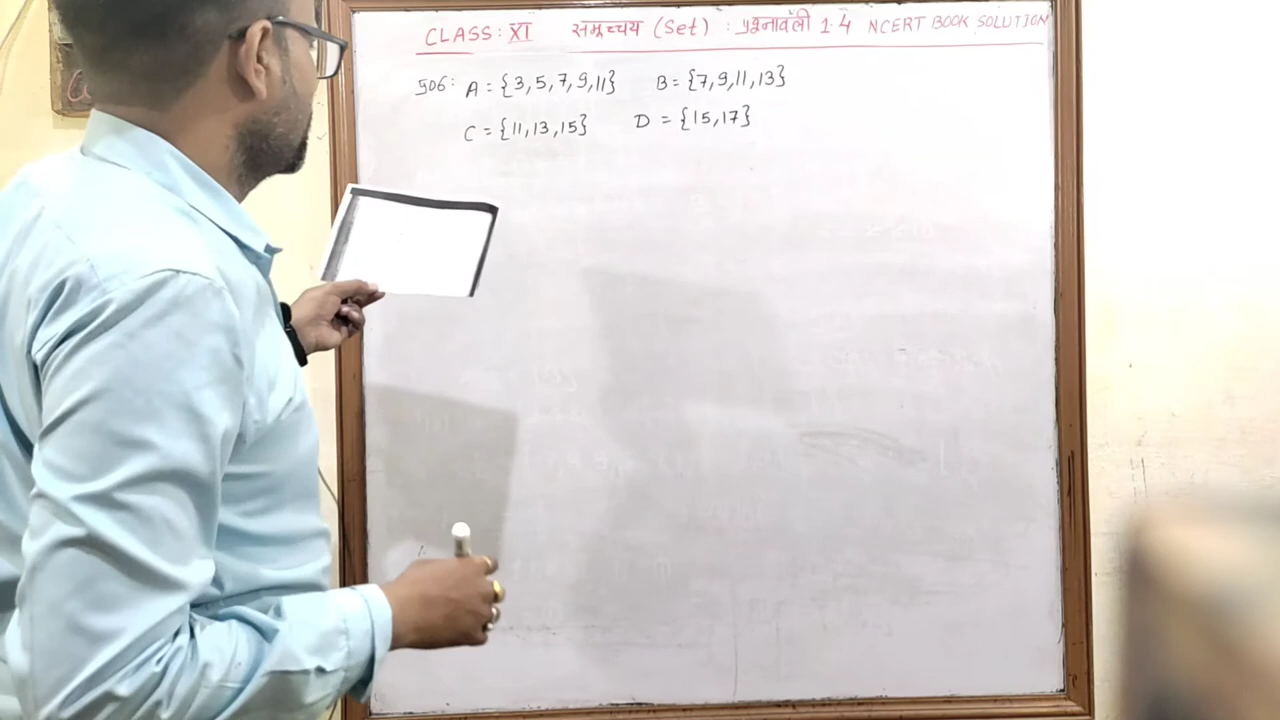 CLASS: XI समुच्चय (Set) : प्रश्नावली 1.4 NCERT BOOK SOLUTION
प्र06: A = {3,5,7,9,11} B = {7,9,11,13}
C = {11,13,15} D = {15,17}